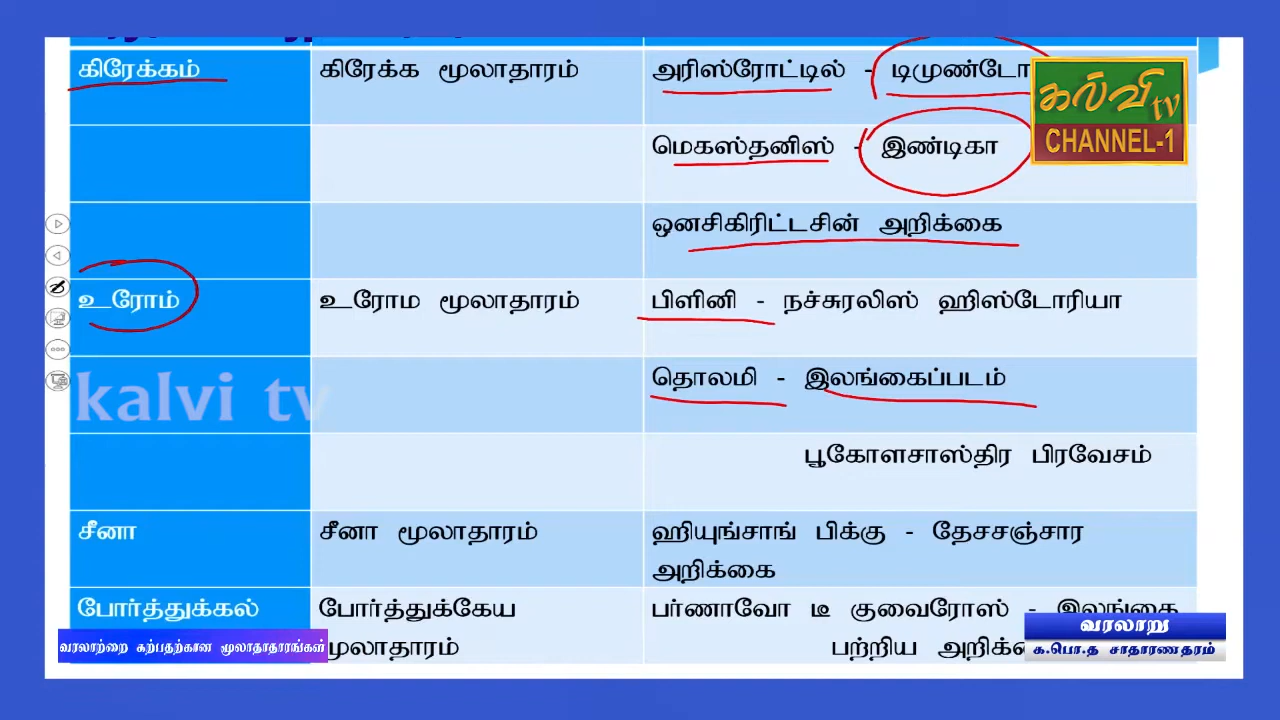 கிரேக்கம் கிரேக்க மூலாதாரம் அரிஸ்ரோட்டில் - டிமுண்டோ
கல்வி tv
CHANNEL-1
மெகஸ்தனிஸ் - இண்டிகா
ஒனசிகிரிட்டசின் அறிக்கை
உரோம் உரோம மூலாதாரம் பிளினி - நச்சுரலிஸ் ஹிஸ்டோரியா
kalvi tv
தொலமி - இலங்கைப்படம்
பூகோளசாஸ்திர பிரவேசம்
சீனா சீனா மூலாதாரம் ஹியுங்சாங் பிக்கு - தேசசஞ்சார
அறிக்கை
போர்த்துக்கல் போர்த்துக்கேய பர்ணாவோ டீ குவைரோஸ் - இலங்கை
மூலாதாரம் பற்றிய
வரலாற்றை கற்பதற்கான மூலாதாதாரங்கள்
வரலாறு
க.பொ.த சாதாரணதரம்